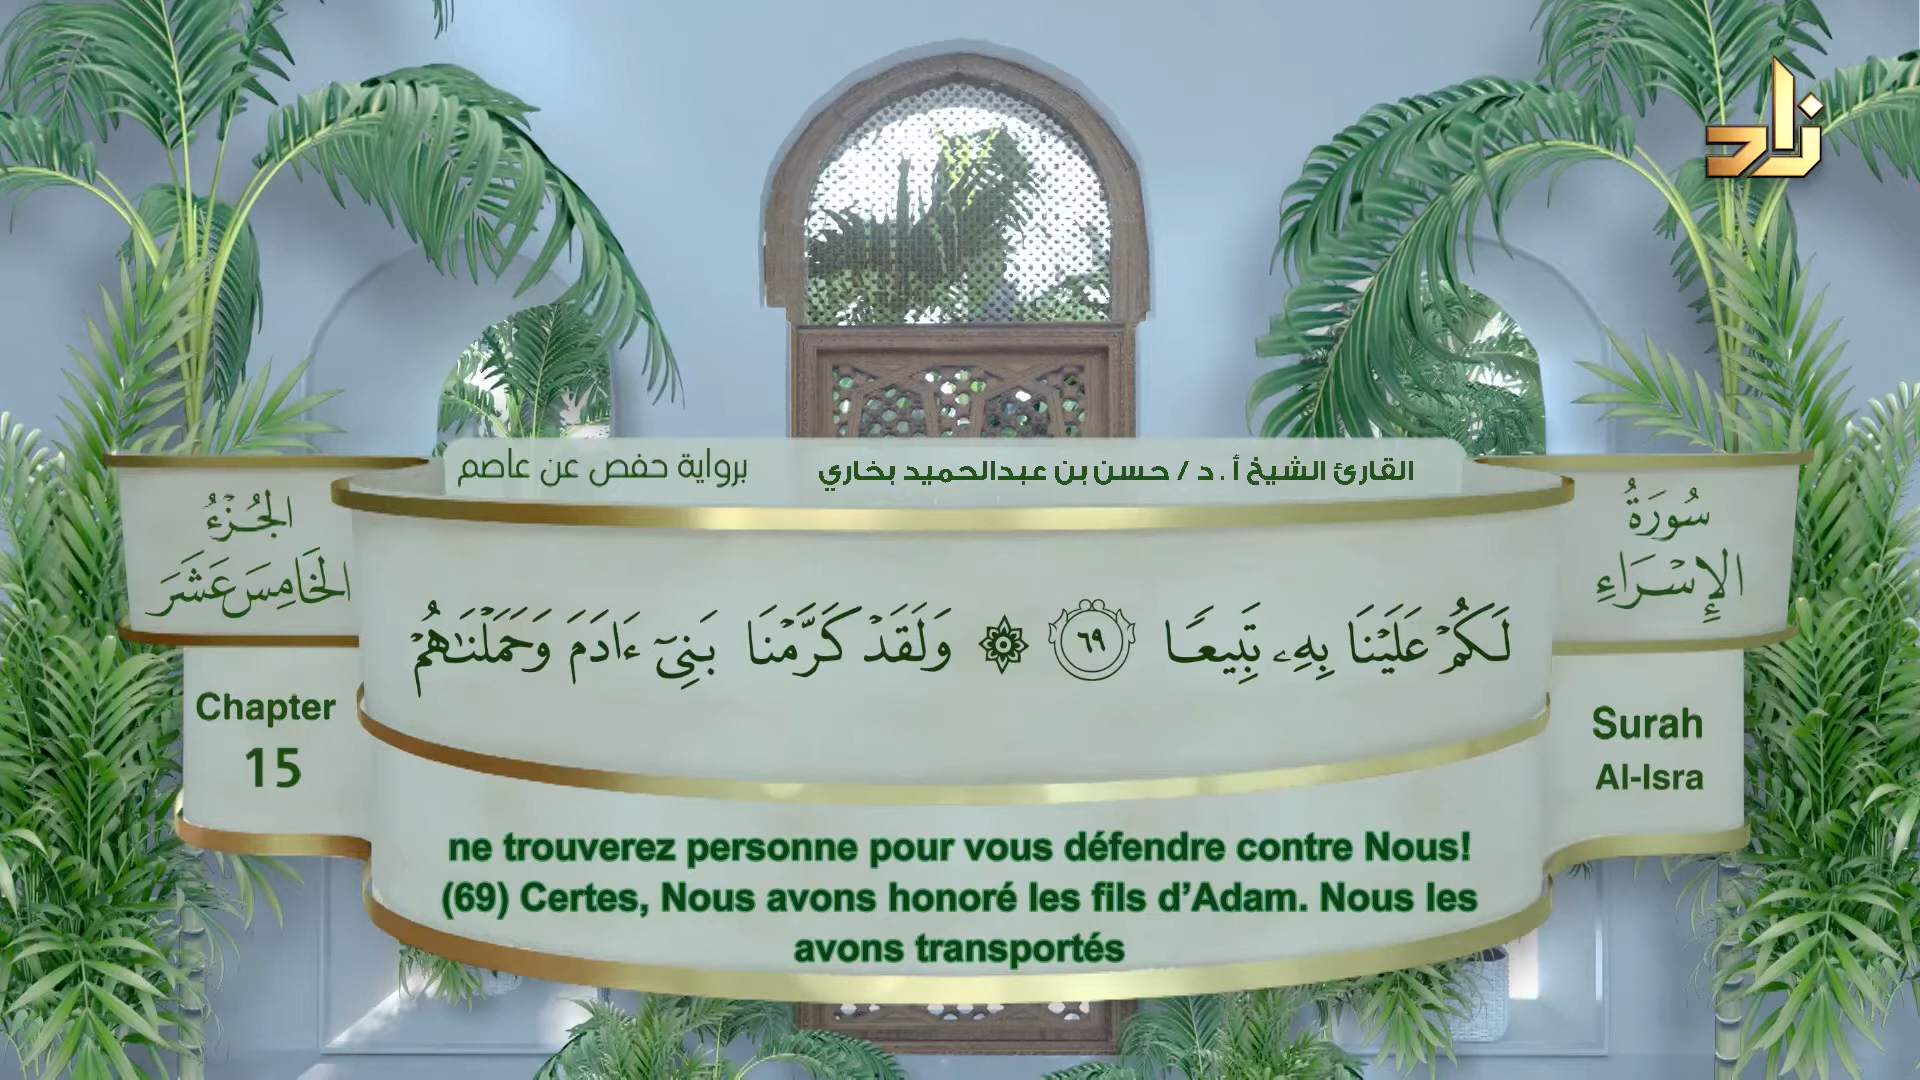 زاد
القارئ الشيخ أ . د / حسن بن عبدالحميد بخاري
برواية حفص عن عاصم
سُورَةُ
الإِسْرَاءِ
الجُزْءُ
الخَامِسَ عَشَرَ
لَكُمْ عَلَيْنَا بِهِۦ تَبِيعًا ٦٩ ۞ وَلَقَدْ كَرَّمْنَا بَنِىٓ ءَادَمَ وَحَمَلْنَٰهُمْ
Chapter
15
Surah
Al-Isra
ne trouverez personne pour vous défendre contre Nous!
(69) Certes, Nous avons honoré les fils d’Adam. Nous les
avons transportés